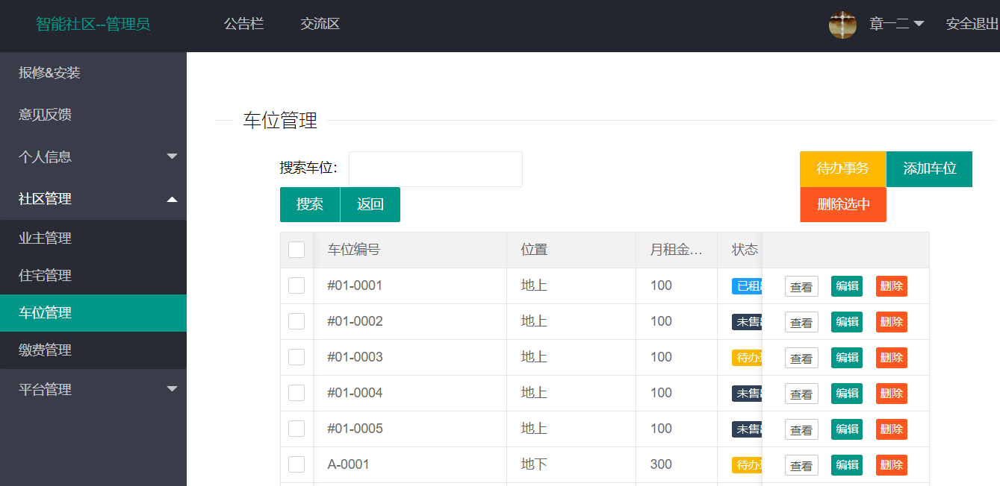 智能社区--管理员 公告栏 交流区 章一二 安全退出
报修&安装
意见反馈
个人信息
社区管理
业主管理
住宅管理
车位管理
缴费管理
平台管理
车位管理
搜索车位：
搜索 返回
待办事务 添加车位
删除选中
车位编号 位置 月租金... 状态
#01-0001 地上 100 已租 查看 编辑 删除
#01-0002 地上 100 未售 查看 编辑 删除
#01-0003 地上 100 待办 查看 编辑 删除
#01-0004 地上 100 未售 查看 编辑 删除
#01-0005 地上 100 未售 查看 编辑 删除
A-0001 地下 300 待办 查看 编辑 删除